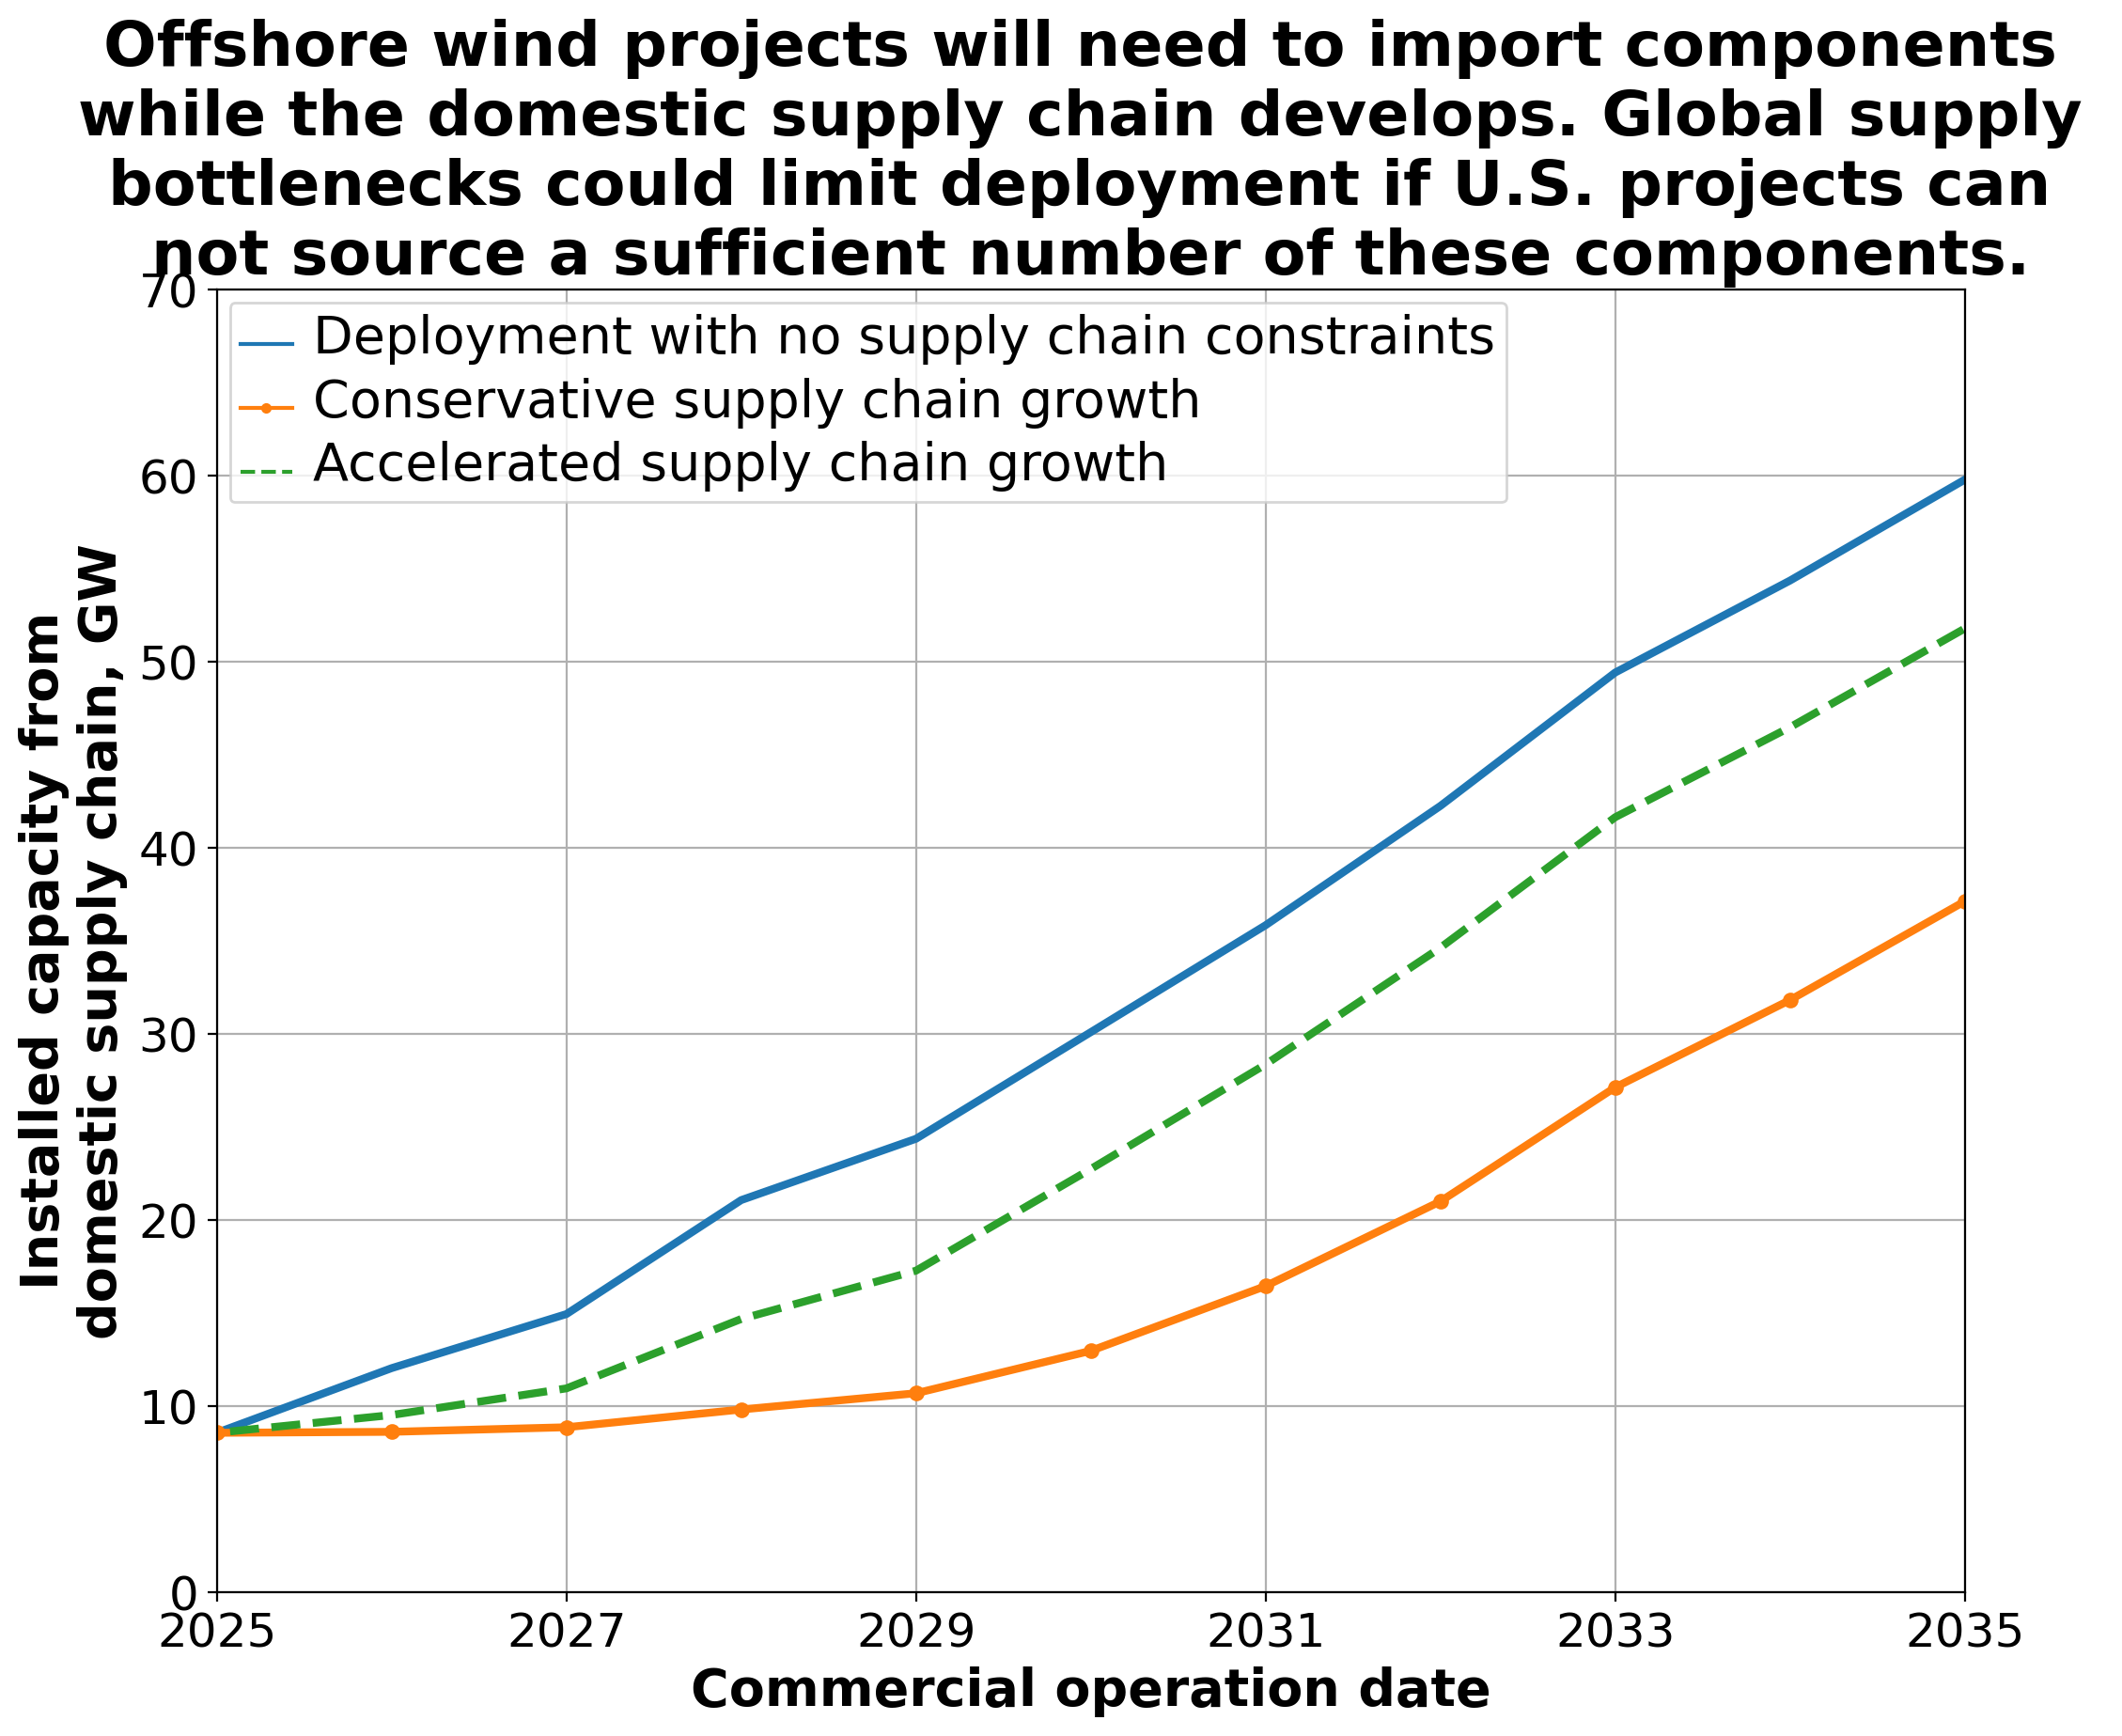 Offshore wind projects will need to import components
while the domestic supply chain develops. Global supply
bottlenecks could limit deployment if U.S. projects can
not source a sufficient number of these components.
70
60
50
40
30
20
10
0
Deployment with no supply chain constraints
Conservative supply chain growth
Accelerated supply chain growth
Installed capacity from
domestic supply chain, GW
2025 2027 2029 2031 2033 2035
Commercial operation date